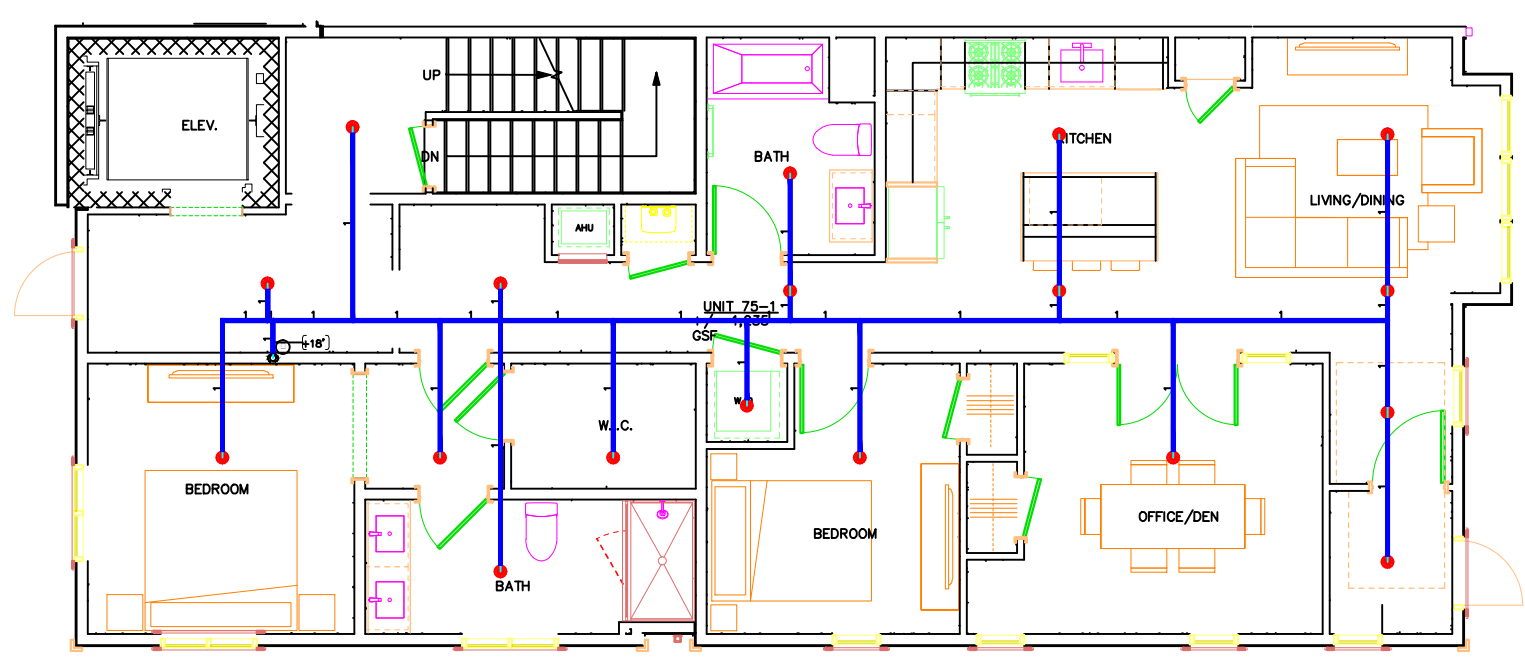 ELEV.
UP
DN
BATH
KITCHEN
LIVING/DINING
AHU
UNIT 75-1
GSF
+18"
W.I.C.
BEDROOM
BEDROOM
OFFICE/DEN
BATH